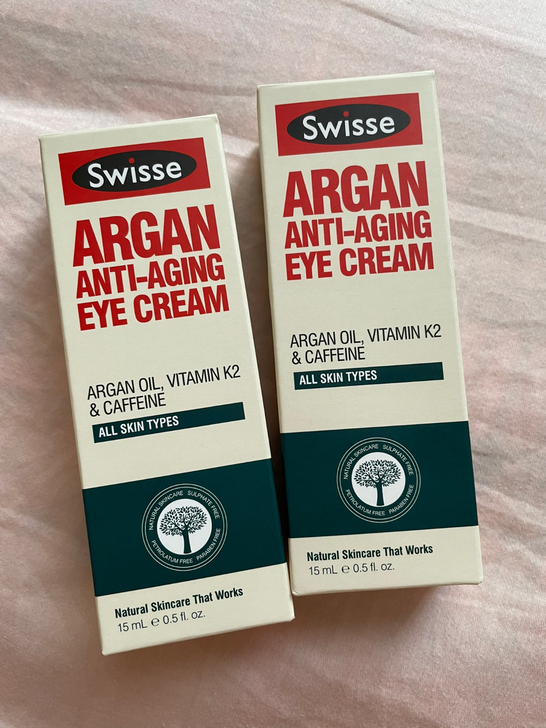 Swisse
ARGAN
ANTI-AGING
EYE CREAM
ARGAN OIL, VITAMIN K2
& CAFFEINE
ALL SKIN TYPES
NATURAL SKINCARE SULPHATE FREE
PETROLATUM FREE PARABEN FREE
Natural Skincare That Works
15 mL e 0.5 fl. oz.
Swisse
ARGAN
ANTI-AGING
EYE CREAM
ARGAN OIL, VITAMIN K2
& CAFFEINE
ALL SKIN TYPES
NATURAL SKINCARE SULPHATE FREE
PETROLATUM FREE PARABEN FREE
Natural Skincare That Works
15 mL e 0.5 fl. oz.